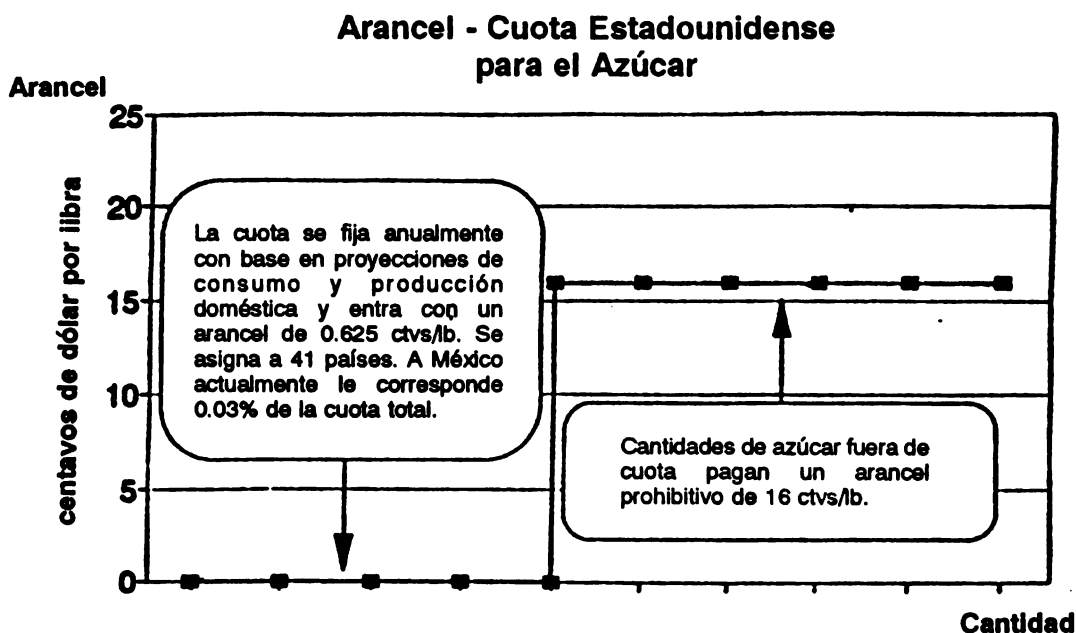 Arancel - Cuota Estadounidense
para el Azúcar
Arancel
centavos de dólar por libra
25
20
15
10
5
0
La cuota se fija anualmente
con base en proyecciones de
consumo y producción
doméstica y entra con un
arancel de 0.625 ctvs/lb. Se
asigna a 41 países. A México
actualmente le corresponde
0.03% de la cuota total.
Cantidades de azúcar fuera de
cuota pagan un arancel
prohibitivo de 16 ctvs/lb.
Cantidad